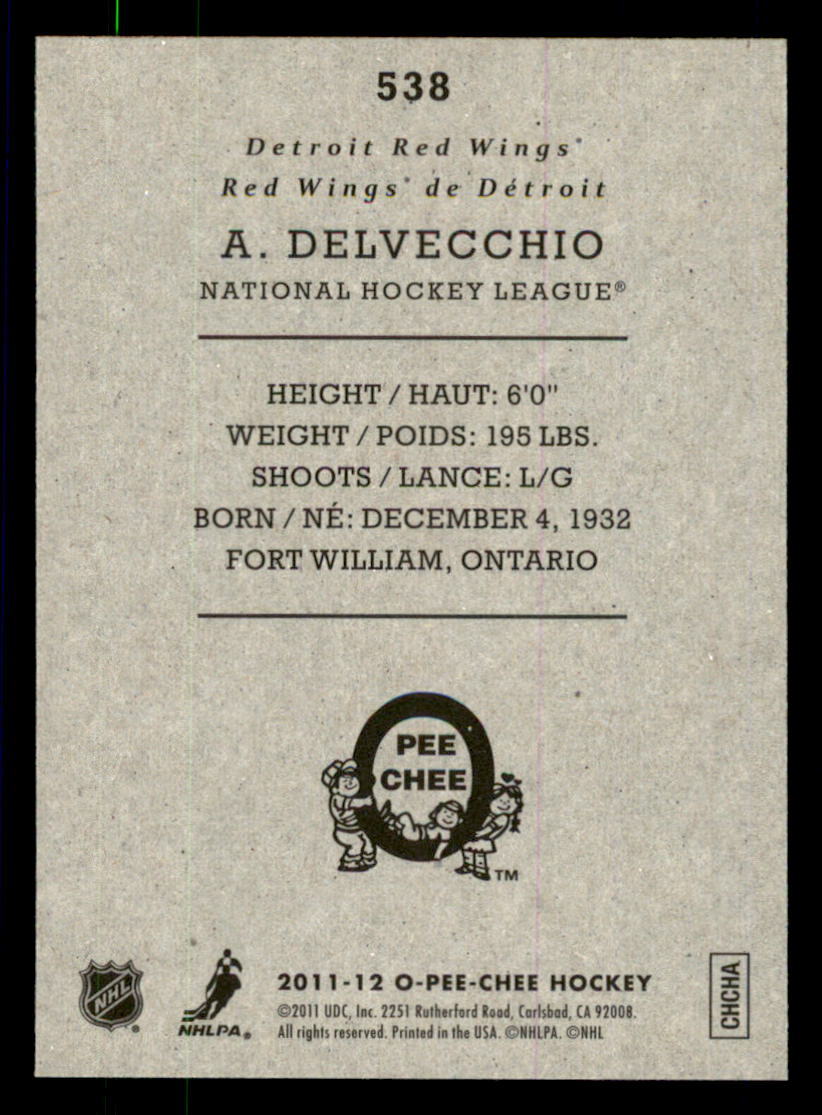 538
Detroit Red Wings
Red Wings de Détroit
A. DELVECCHIO
NATIONAL HOCKEY LEAGUE®
HEIGHT / HAUT: 6'0"
WEIGHT / POIDS: 195 LBS.
SHOOTS / LANCE: L/G
BORN / NÉ: DECEMBER 4, 1932
FORT WILLIAM, ONTARIO
O
PEE
CHEE
TM
NHL
NHLPA
2011-12 O-PEE-CHEE HOCKEY
©2011 UDC, Inc. 2251 Rutherford Road, Carlsbad, CA 92008.
All rights reserved. Printed in the USA. ©NHLPA. ©NHL
CHCHA